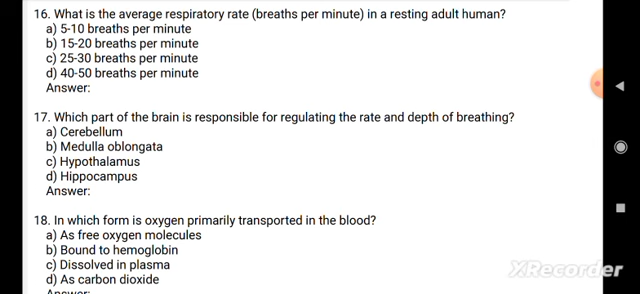 16. What is the average respiratory rate (breaths per minute) in a resting adult human?
a) 5-10 breaths per minute
b) 15-20 breaths per minute
c) 25-30 breaths per minute
d) 40-50 breaths per minute
Answer:
17. Which part of the brain is responsible for regulating the rate and depth of breathing?
a) Cerebellum
b) Medulla oblongata
c) Hypothalamus
d) Hippocampus
Answer:
18. In which form is oxygen primarily transported in the blood?
a) As free oxygen molecules
b) Bound to hemoglobin
c) Dissolved in plasma
d) As carbon dioxide
Answer:
XRecorder